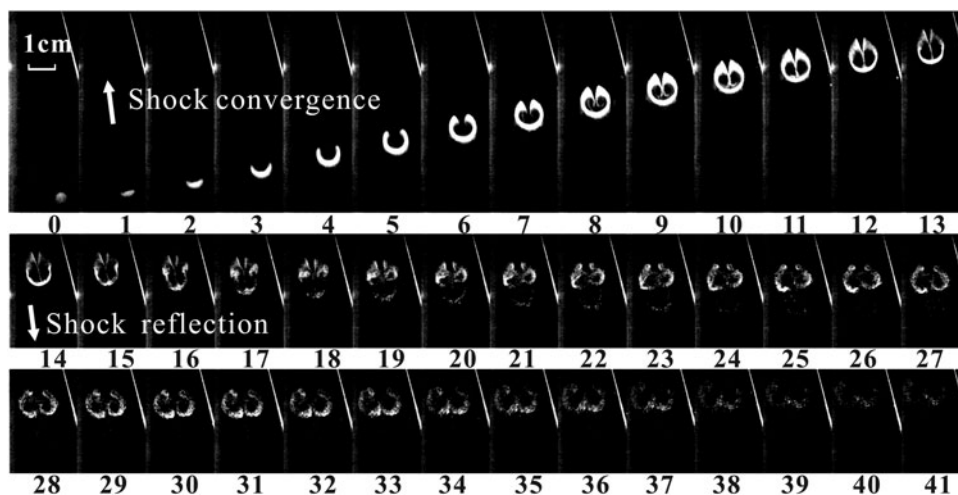 1cm
Shock convergence
0 1 2 3 4 5 6 7 8 9 10 11 12 13
Shock reflection
14 15 16 17 18 19 20 21 22 23 24 25 26 27
28 29 30 31 32 33 34 35 36 37 38 39 40 41